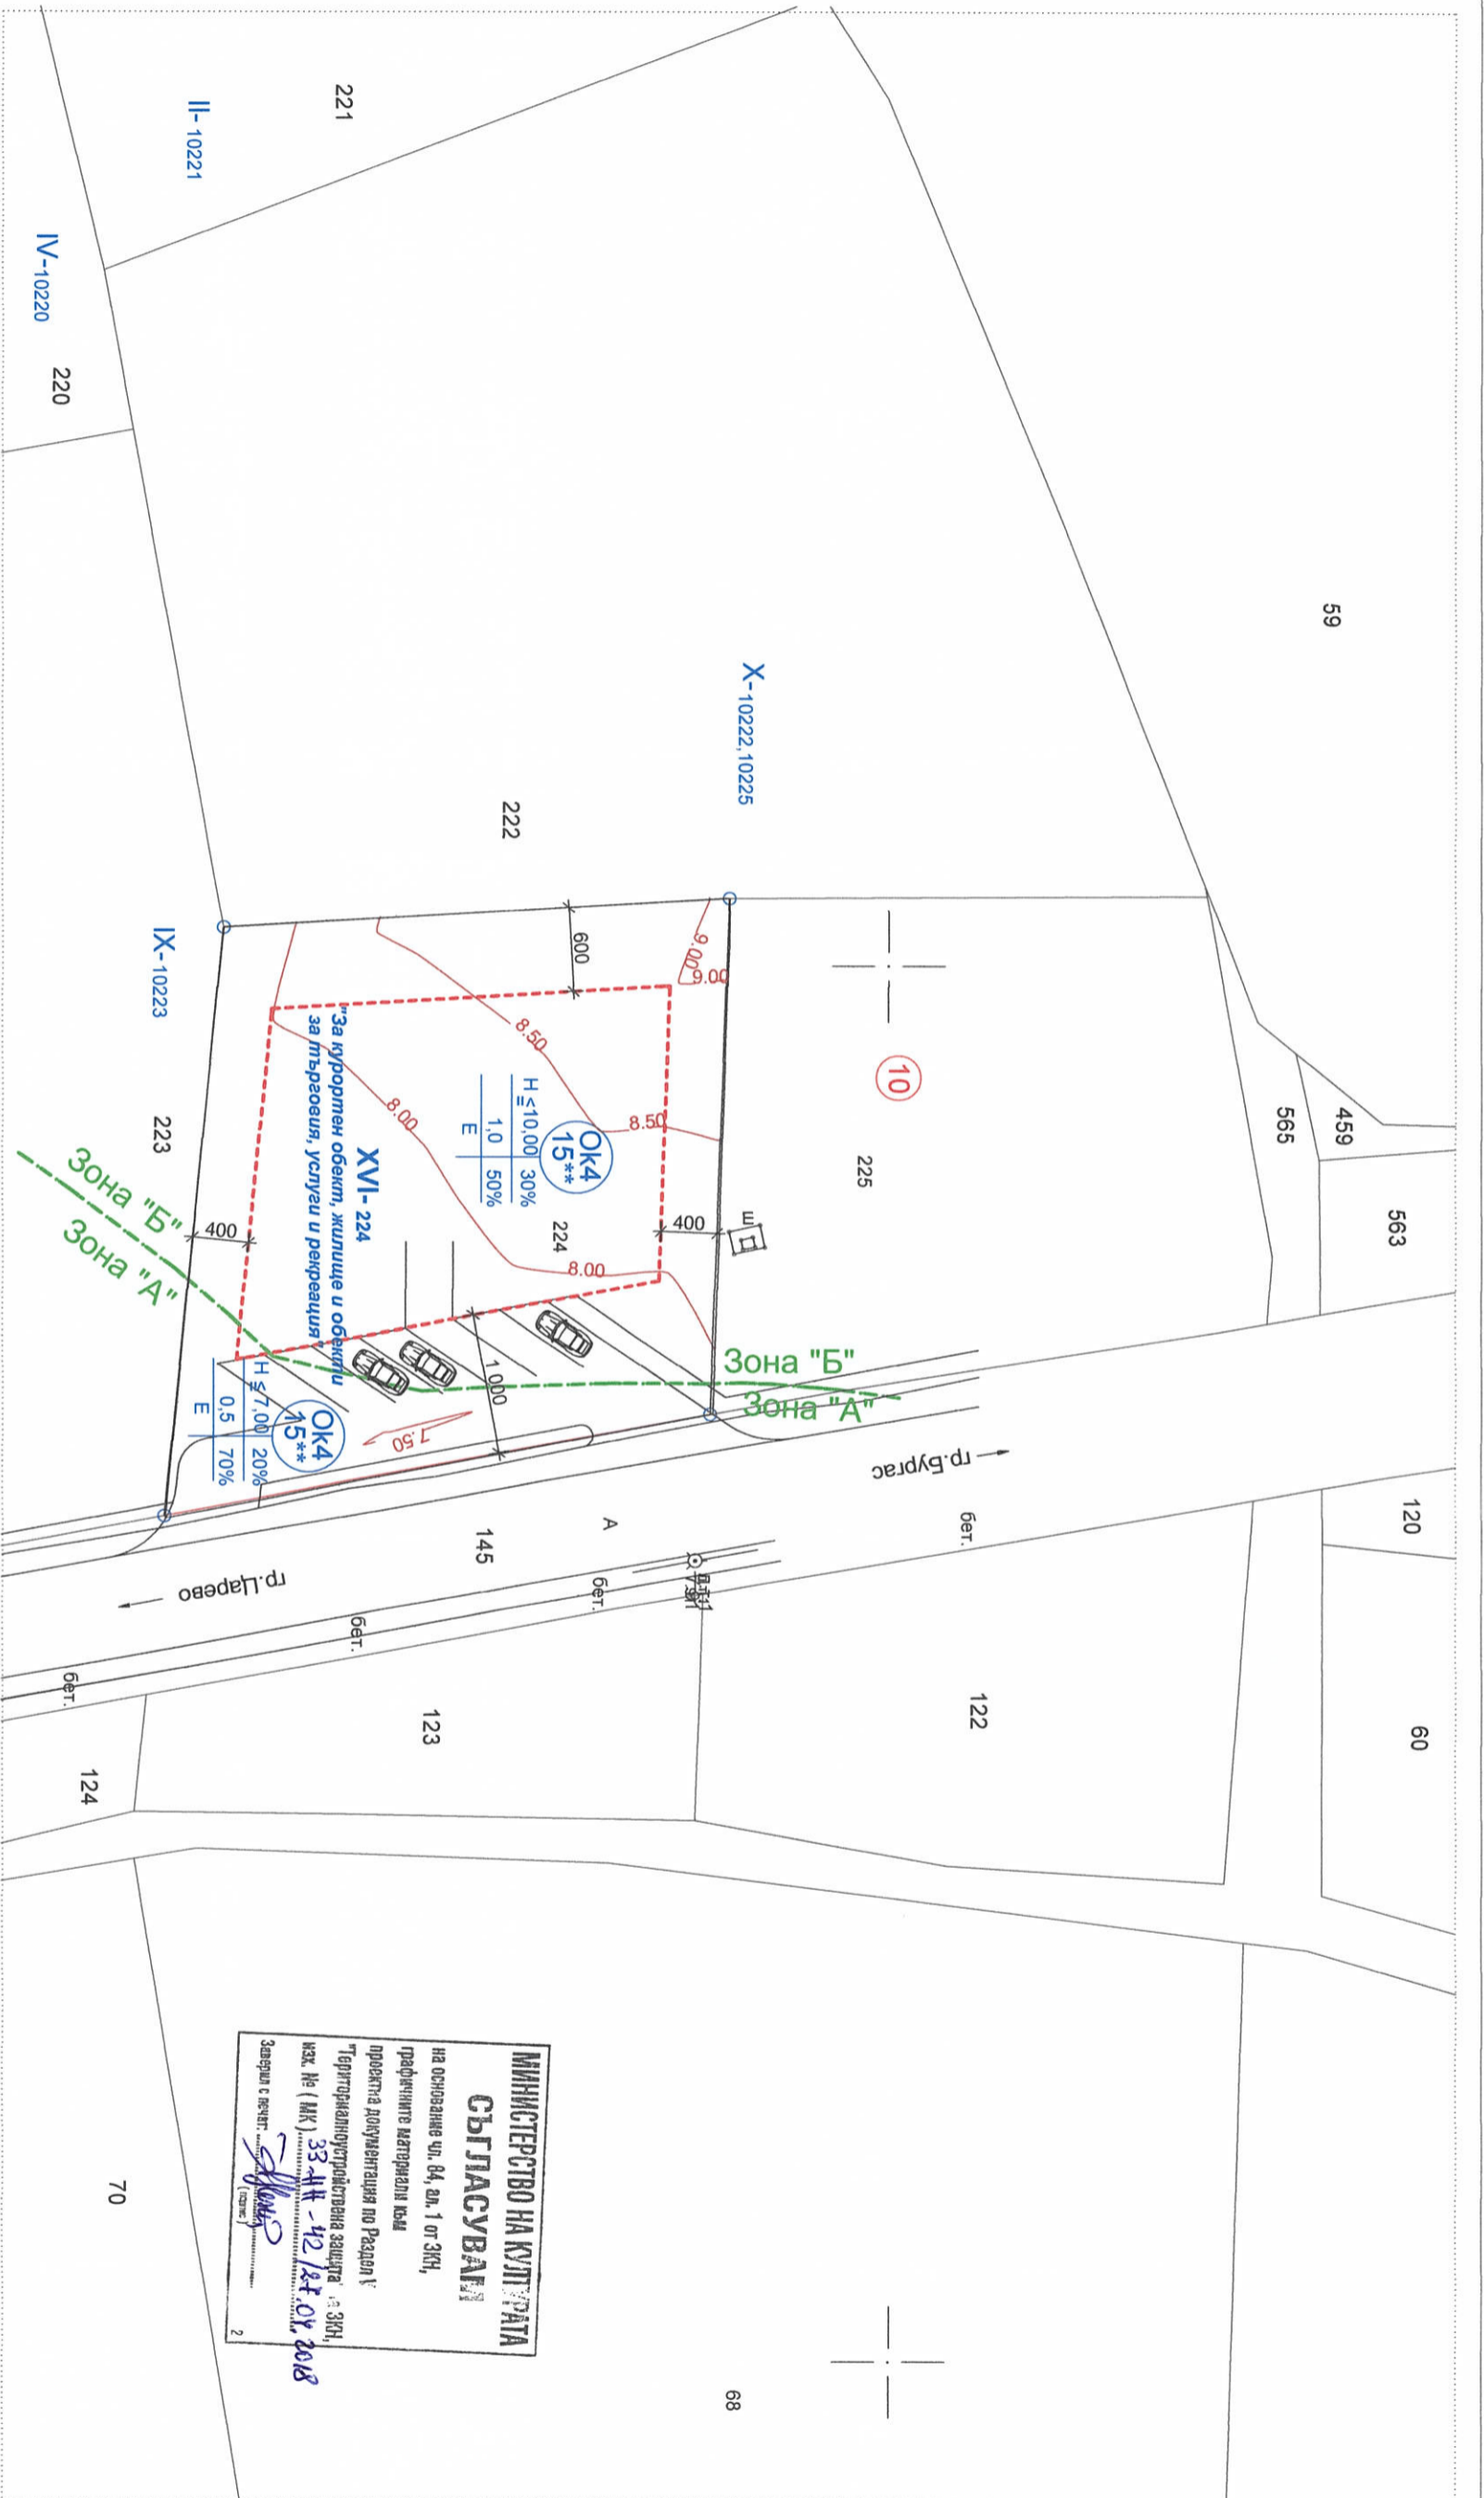 59
459
565
563
120
60
221
II-10221
IV-10220
220
X-10222,10225
222
10
225
IX-10223
223
600
9.00
9.00
8.50
8.50
8.00
8.00
7.50
400
400
1 000
Ок4
15**
H ≤10,00 30%
1,0 50%
E
224
XVI-224
"За курортен обект, жилище и обекти
за търговия, услуги и рекреация"
Ок4
15**
H ≤7,00 20%
0,5 70%
E
Зона "Б"
Зона "А"
Зона "Б"
Зона "А"
Ш
гр.Бургас
гр.Царево
А
145
бет.
бет.
бет.
бет.
122
123
124
68
70
МИНИСТЕРСТВО НА КУЛТУРАТА
СЪГЛАСУВАМ
на основание чл. 84, ал. 1 от ЗКН,
графичните материали към
проектна документация по Раздел V
"Териториалноустройствена защита" ЗКН,
изх. № (МК) 33-НН-42/27.04.2018
Заверил с печат:
(подпис)
2